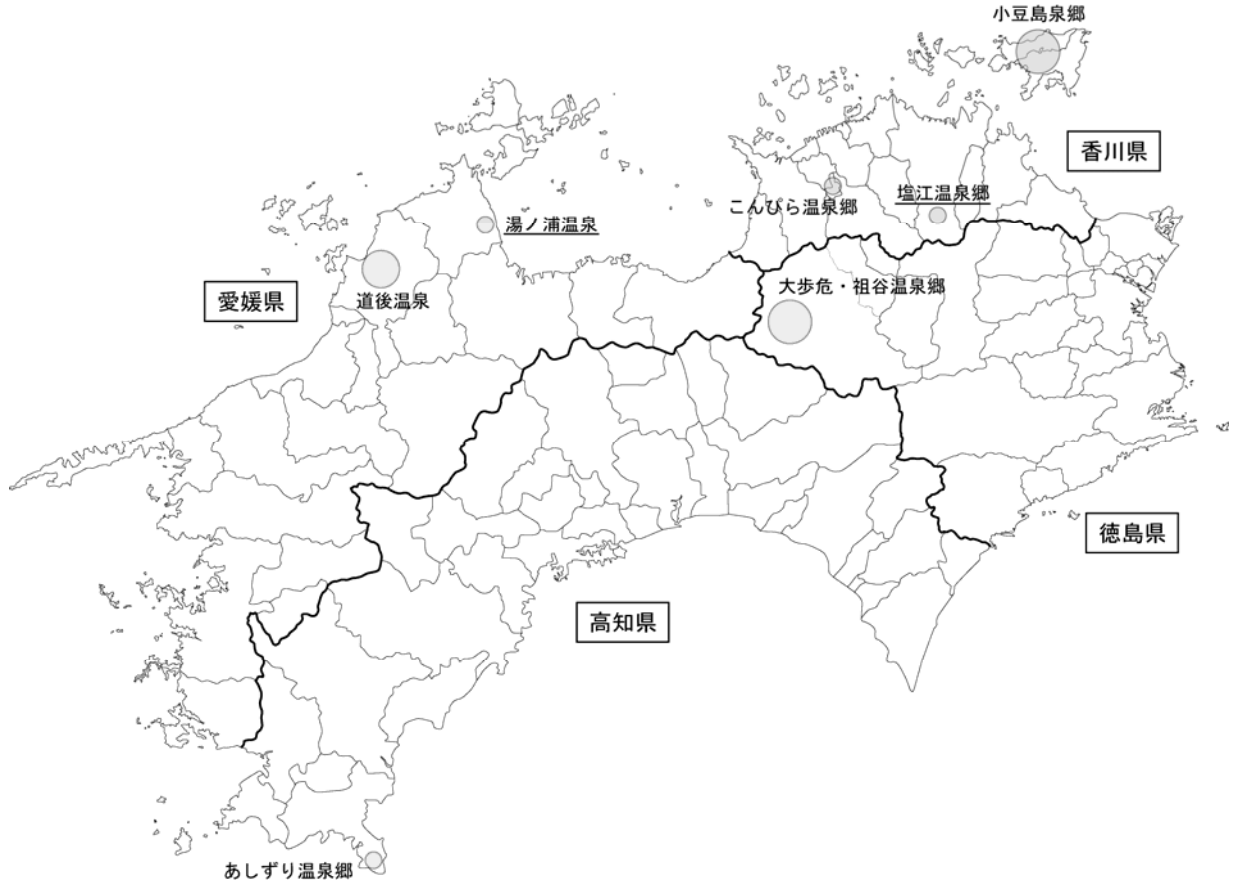 小豆島泉郷
香川県
塩江温泉郷
こんぴら温泉郷
湯ノ浦温泉
大歩危・祖谷温泉郷
愛媛県
道後温泉
徳島県
高知県
あしずり温泉郷